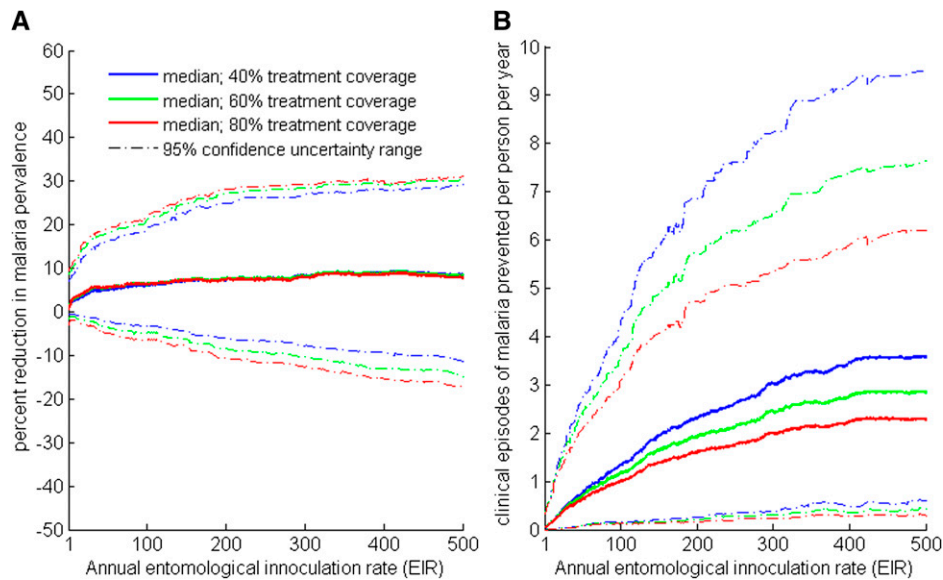 A
percent reduction in malaria pervalence
60
50
40
30
20
10
0
-10
-20
-30
-40
-50
median; 40% treatment coverage
median; 60% treatment coverage
median; 80% treatment coverage
95% confidence uncertainty range
1 100 200 300 400 500
Annual entomological innoculation rate (EIR)
B
clinical episodes of malaria prevented per person per year
10
9
8
7
6
5
4
3
2
1
0
1 100 200 300 400 500
Annual entomological innoculation rate (EIR)